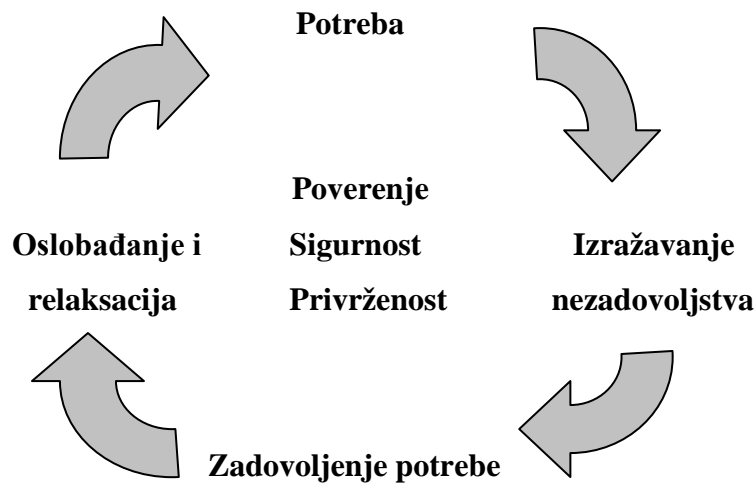 Potreba
Poverenje
Oslobađanje i Sigurnost Izražavanje
relaksacija Privrženost nezadovoljstva
Zadovoljenje potrebe